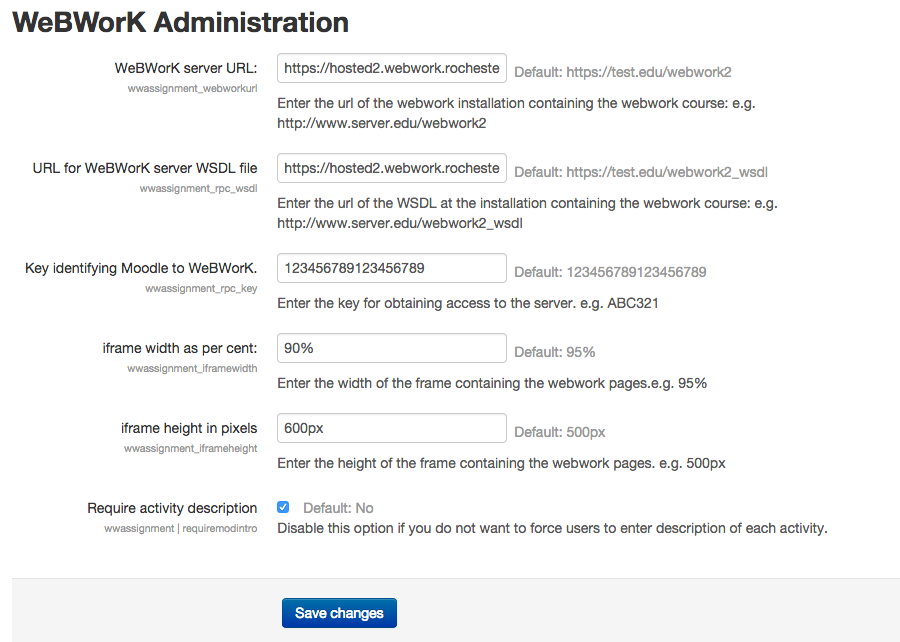 WeBWorK Administration
WeBWorK server URL: https://hosted2.webwork.rocheste Default: https://test.edu/webwork2
wwassignment_webworkurl
Enter the url of the webwork installation containing the webwork course: e.g.
http://www.server.edu/webwork2
URL for WeBWorK server WSDL file https://hosted2.webwork.rocheste Default: https://test.edu/webwork2_wsdl
wwassignment_rpc_wsdl
Enter the url of the WSDL at the installation containing the webwork course: e.g.
http://www.server.edu/webwork2_wsdl
Key identifying Moodle to WeBWorK. 123456789123456789 Default: 123456789123456789
wwassignment_rpc_key
Enter the key for obtaining access to the server. e.g. ABC321
iframe width as per cent: 90% Default: 95%
wwassignment_iframewidth
Enter the width of the frame containing the webwork pages.e.g. 95%
iframe height in pixels 600px Default: 500px
wwassignment_iframeheight
Enter the height of the frame containing the webwork pages. e.g. 500px
Require activity description Default: No
wwassignment | requiremodintro
Disable this option if you do not want to force users to enter description of each activity.
Save changes